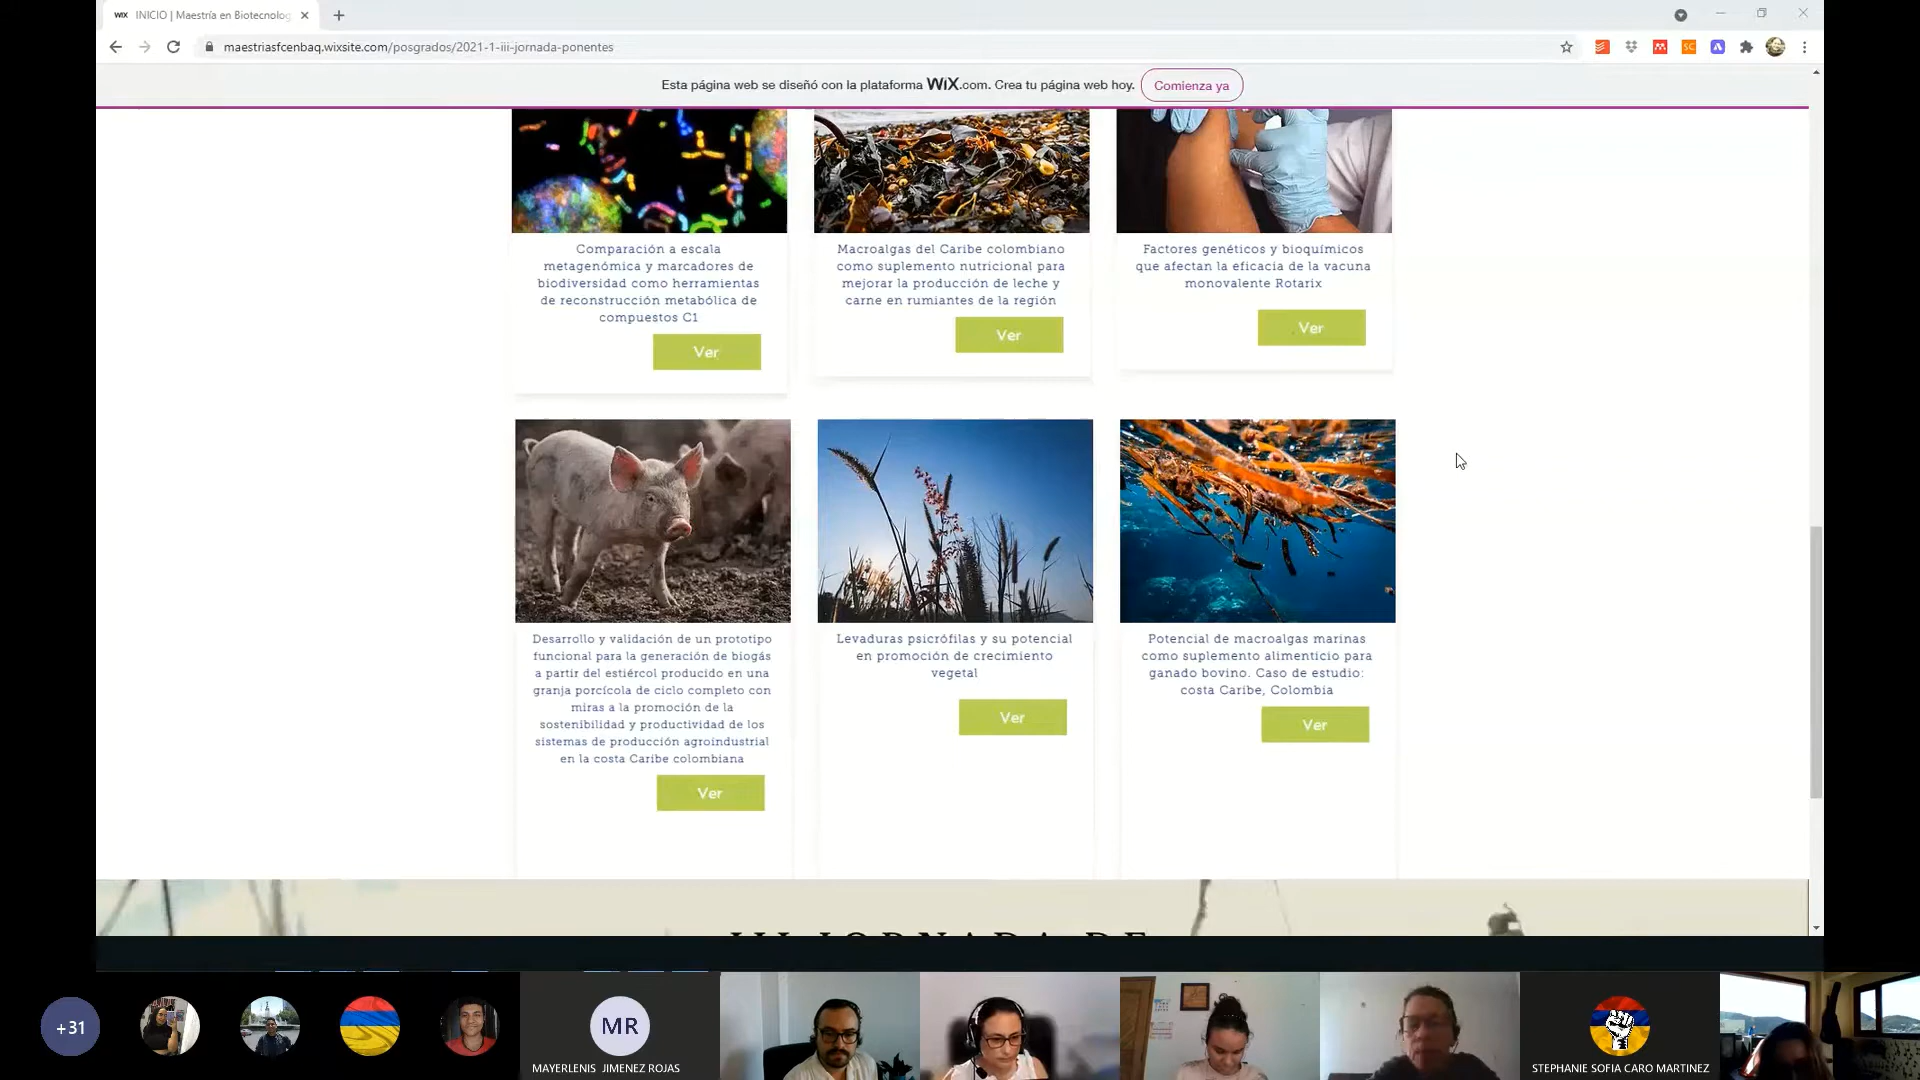 WIX INICIO | Maestría en Biotecnolog
maestriasfcenbaq.wixsite.com/posgrados/2021-1-iii-jornada-ponentes
SC
Esta página web se diseñó con la plataforma WiX.com. Crea tu página web hoy. Comienza ya
Comparación a escala
metagenómica y marcadores de
biodiversidad como herramientas
de reconstrucción metabólica de
compuestos C1
Ver
Macroalgas del Caribe colombiano
como suplemento nutricional para
mejorar la producción de leche y
carne en rumiantes de la región
Ver
Factores genéticos y bioquímicos
que afectan la eficacia de la vacuna
monovalente Rotarix
Ver
Desarrollo y validación de un prototipo
funcional para la generación de biogás
a partir del estiércol producido en una
granja porcícola de ciclo completo con
miras a la promoción de la
sostenibilidad y productividad de los
sistemas de producción agroindustrial
en la costa Caribe colombiana
Ver
Levaduras psicrófilas y su potencial
en promoción de crecimiento
vegetal
Ver
Potencial de macroalgas marinas
como suplemento alimenticio para
ganado bovino. Caso de estudio:
costa Caribe, Colombia
Ver
III JORNADA DE
+31
MR
MAYERLENIS JIMENEZ ROJAS
STEPHANIE SOFIA CARO MARTINEZ